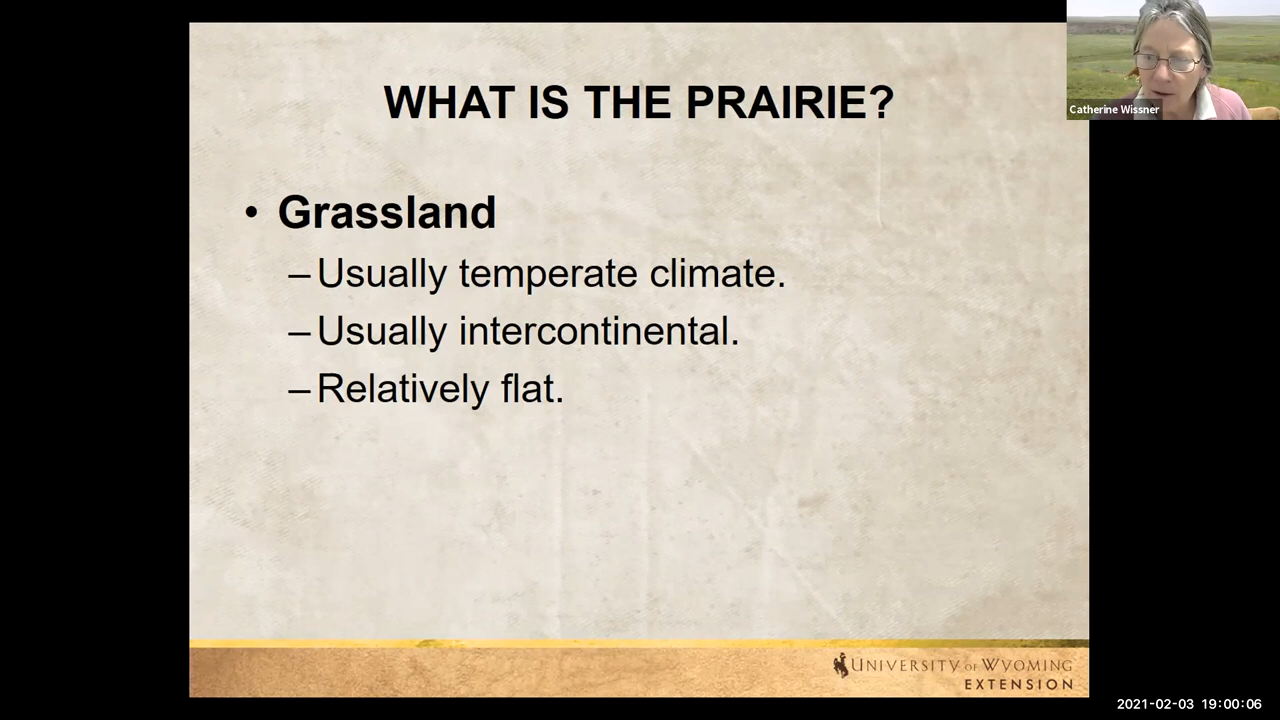 WHAT IS THE PRAIRIE?
• Grassland
–Usually temperate climate.
–Usually intercontinental.
–Relatively flat.
Catherine Wissner
UNIVERSITY OF WYOMING
EXTENSION
2021-02-03 19:00:06